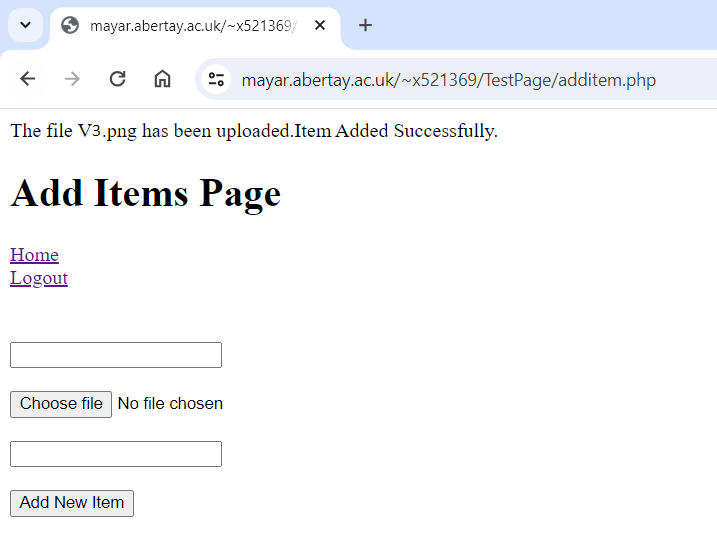 mayar.abertay.ac.uk/~x521369/
mayar.abertay.ac.uk/~x521369/TestPage/additem.php
The file V3.png has been uploaded.Item Added Successfully.
Add Items Page
Home
Logout
Choose file No file chosen
Add New Item